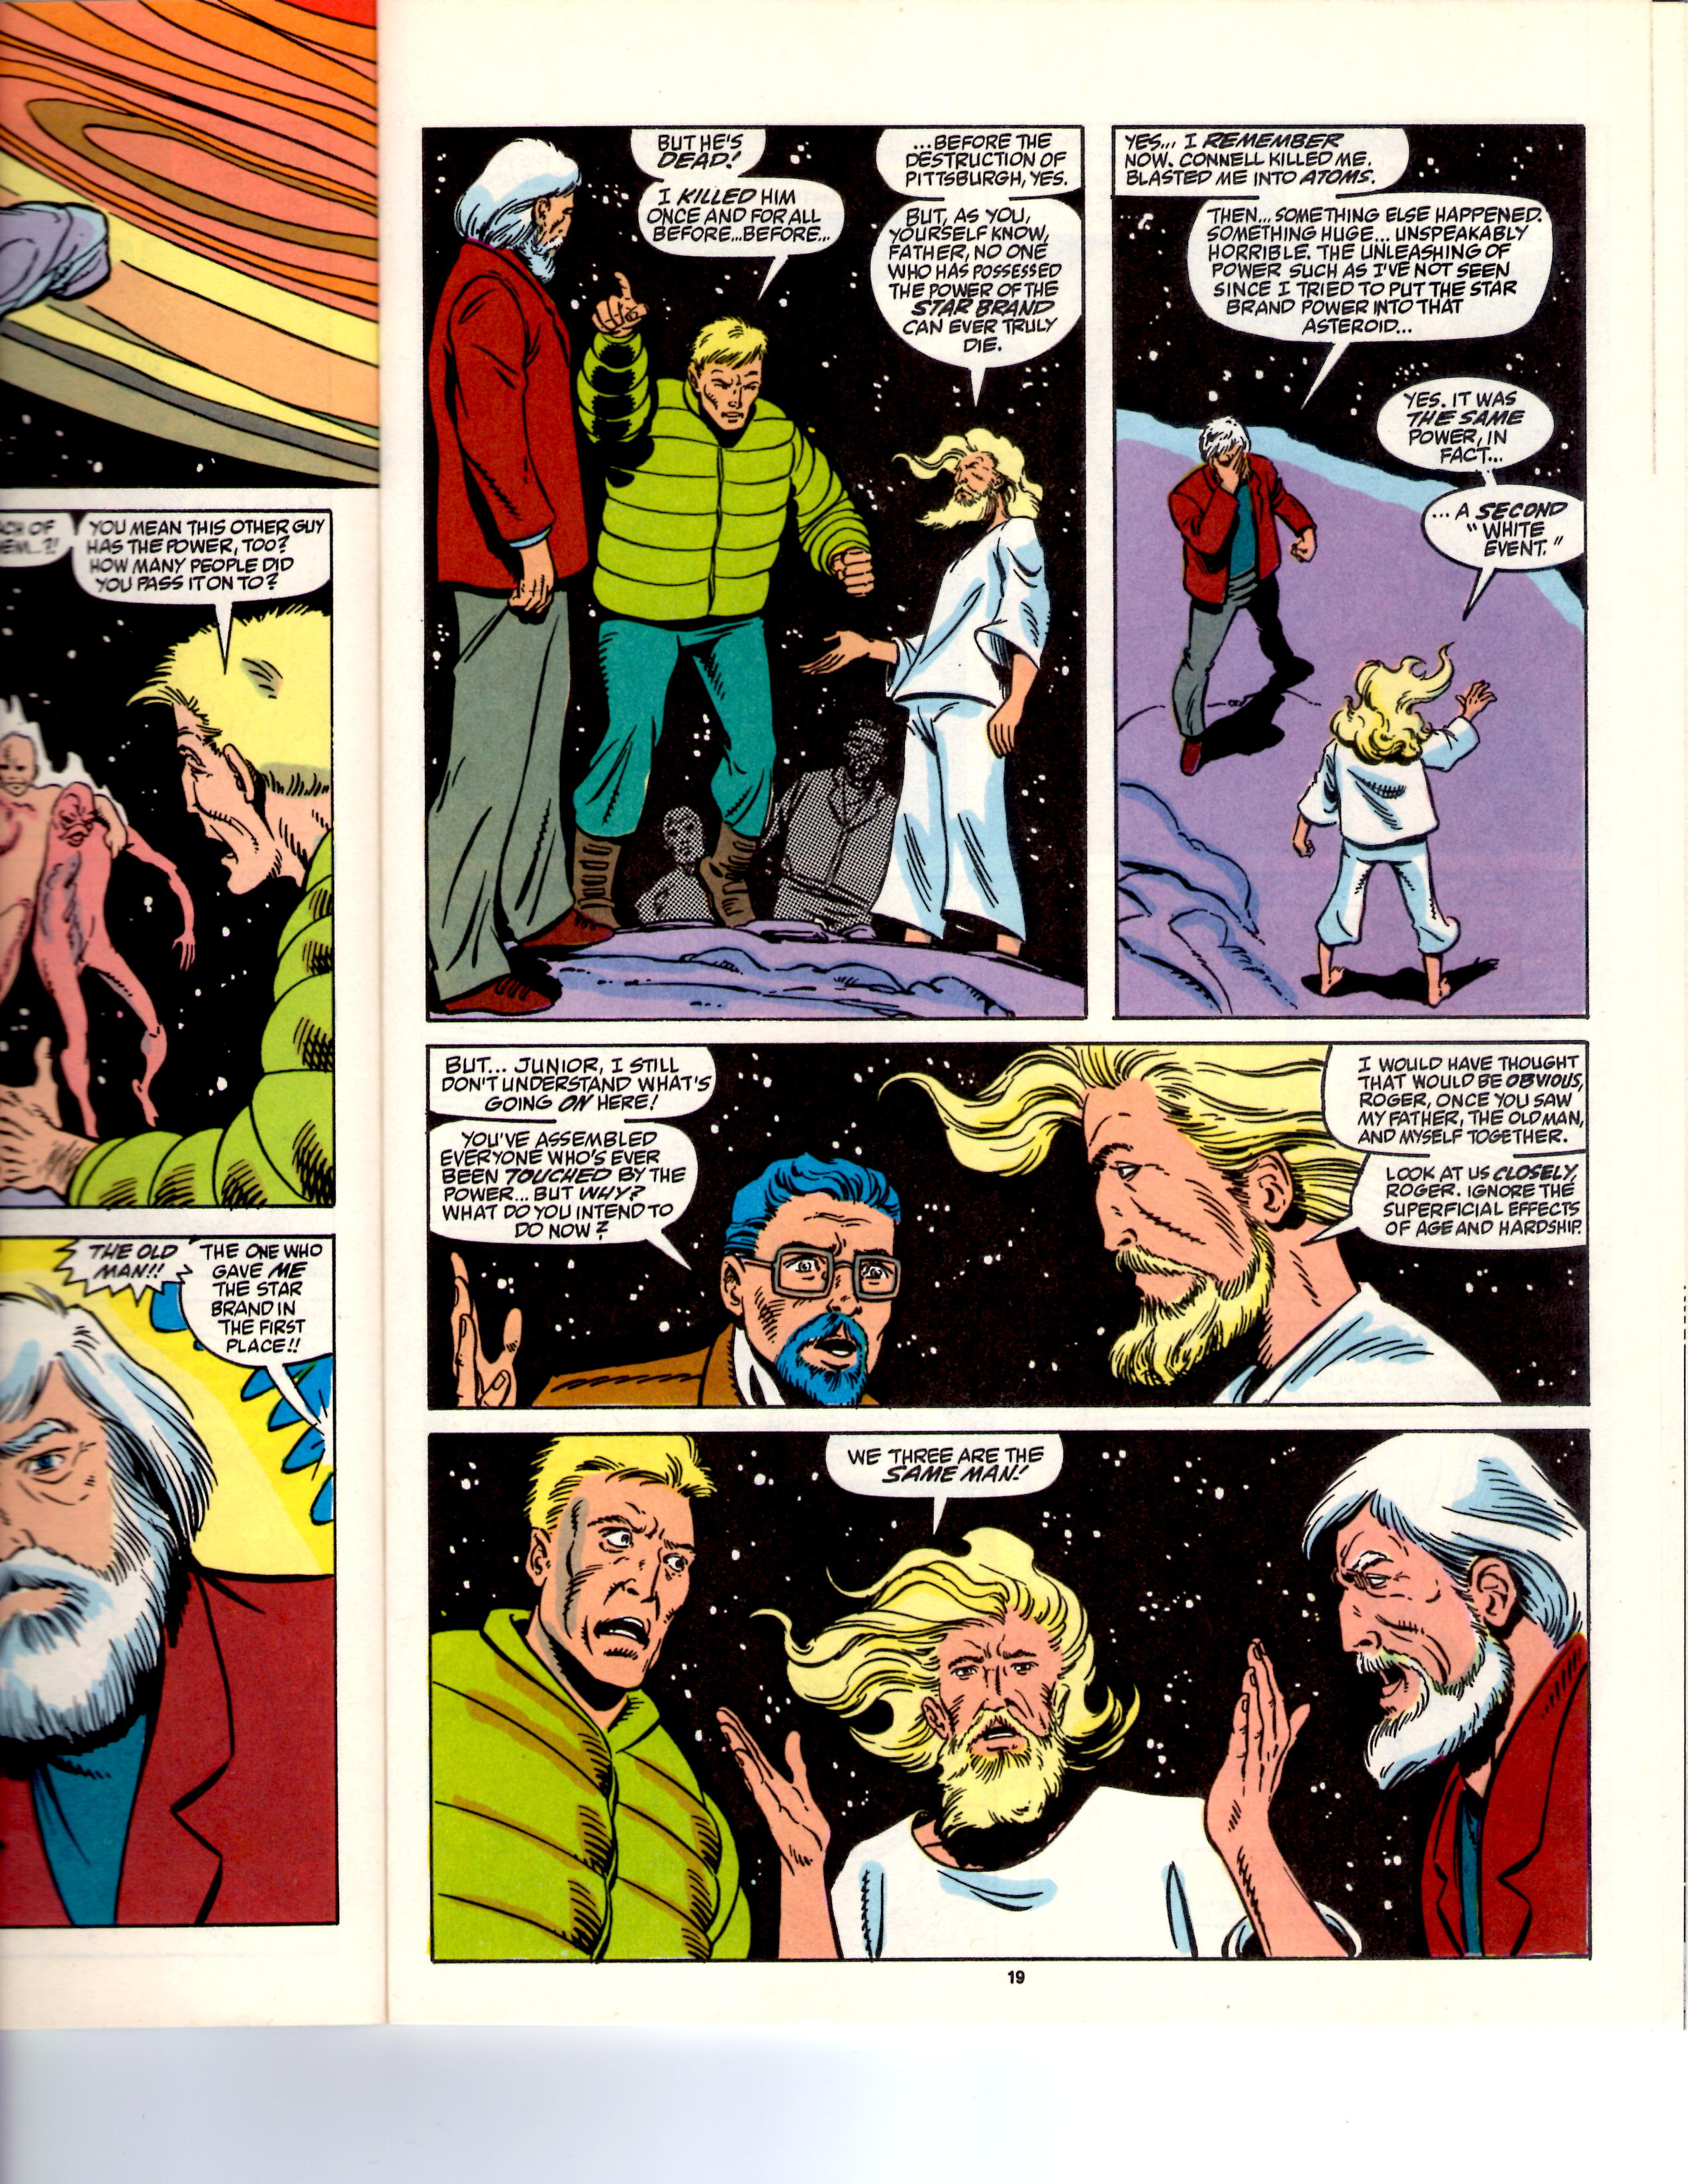 YOU MEAN THIS OTHER GUY
HAS THE POWER, TOO?
HOW MANY PEOPLE DID
YOU PASS IT ON TO?
THE OLD
MAN!!
THE ONE WHO
GAVE ME
THE STAR
BRAND IN
THE FIRST
PLACE!!
BUT HE'S
DEAD!
I KILLED HIM
ONCE AND FOR ALL
BEFORE...BEFORE...
...BEFORE THE
DESTRUCTION OF
PITTSBURGH, YES.
BUT, AS YOU,
YOURSELF KNOW,
FATHER, NO ONE
WHO HAS POSSESSED
THE POWER OF THE
STAR BRAND
CAN EVER TRULY
DIE.
YES... I REMEMBER
NOW. CONNELL KILLED ME.
BLASTED ME INTO ATOMS.
THEN... SOMETHING ELSE HAPPENED.
SOMETHING HUGE... UNSPEAKABLY
HORRIBLE. THE UNLEASHING OF
POWER SUCH AS I'VE NOT SEEN
SINCE I TRIED TO PUT THE STAR
BRAND POWER INTO THAT
ASTEROID...
YES. IT WAS
THE SAME
POWER, IN
FACT...
...A SECOND
"WHITE
EVENT."
BUT... JUNIOR, I STILL
DON'T UNDERSTAND WHAT'S
GOING ON HERE!
YOU'VE ASSEMBLED
EVERYONE WHO'S EVER
BEEN TOUCHED BY THE
POWER... BUT WHY?
WHAT DO YOU INTEND TO
DO NOW?
I WOULD HAVE THOUGHT
THAT WOULD BE OBVIOUS,
ROGER, ONCE YOU SAW
MY FATHER, THE OLD MAN,
AND MYSELF TOGETHER.
LOOK AT US CLOSELY,
ROGER. IGNORE THE
SUPERFICIAL EFFECTS
OF AGE AND HARDSHIP.
WE THREE ARE THE
SAME MAN!
19